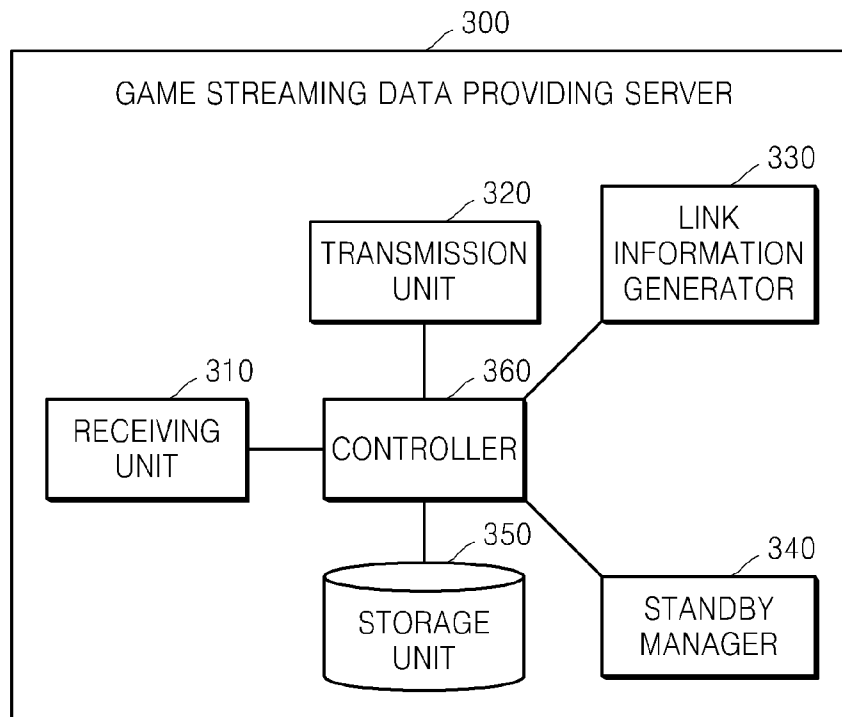 300
GAME STREAMING DATA PROVIDING SERVER
330
320
LINK
INFORMATION
GENERATOR
TRANSMISSION
UNIT
310
360
RECEIVING
UNIT
CONTROLLER
350
340
STORAGE
UNIT
STANDBY
MANAGER